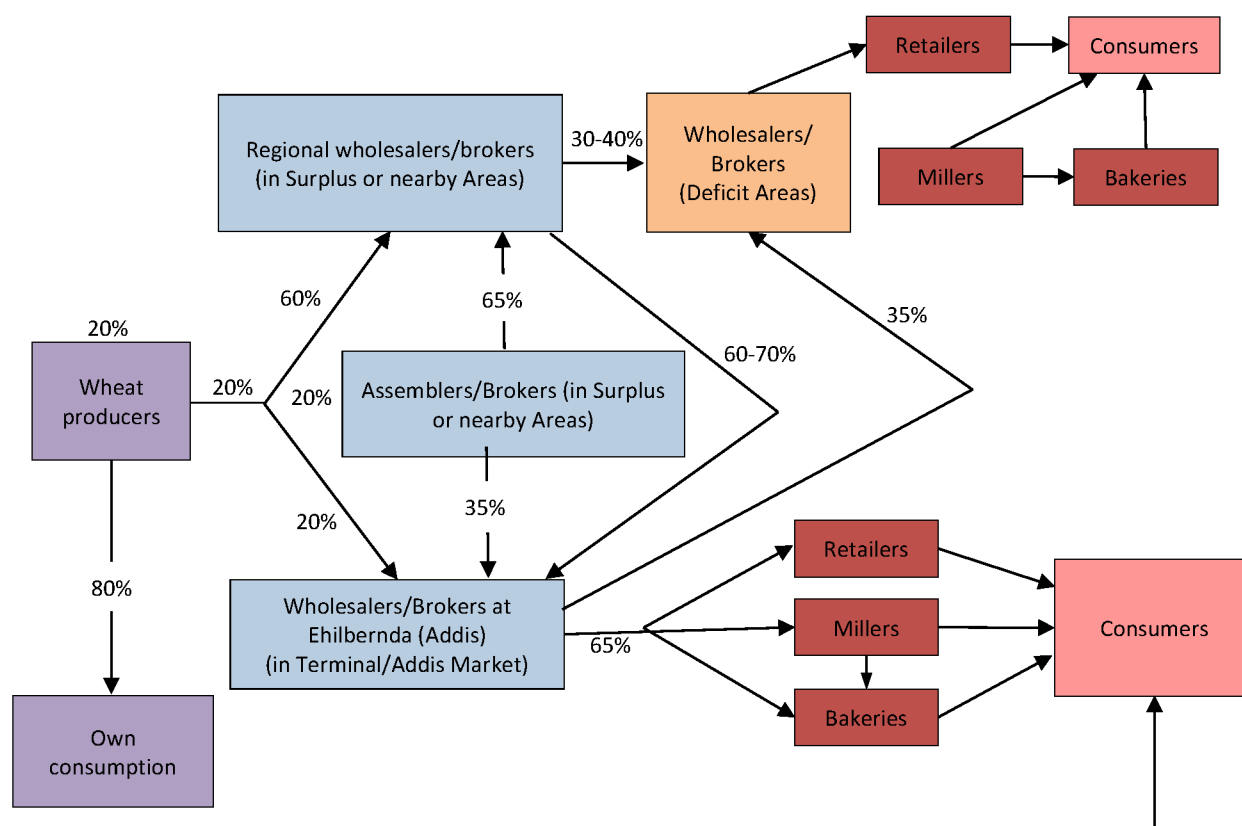 Retailers
Consumers
Regional wholesalers/brokers
(in Surplus or nearby Areas)
30-40%
Wholesalers/
Brokers
(Deficit Areas)
Millers
Bakeries
60%
65%
35%
20%
60-70%
Wheat
producers
20%
20%
Assemblers/Brokers (in Surplus
or nearby Areas)
20%
35%
80%
Retailers
Wholesalers/Brokers at
Ehilbernda (Addis)
(in Terminal/Addis Market)
65%
Millers
Consumers
Bakeries
Own
consumption